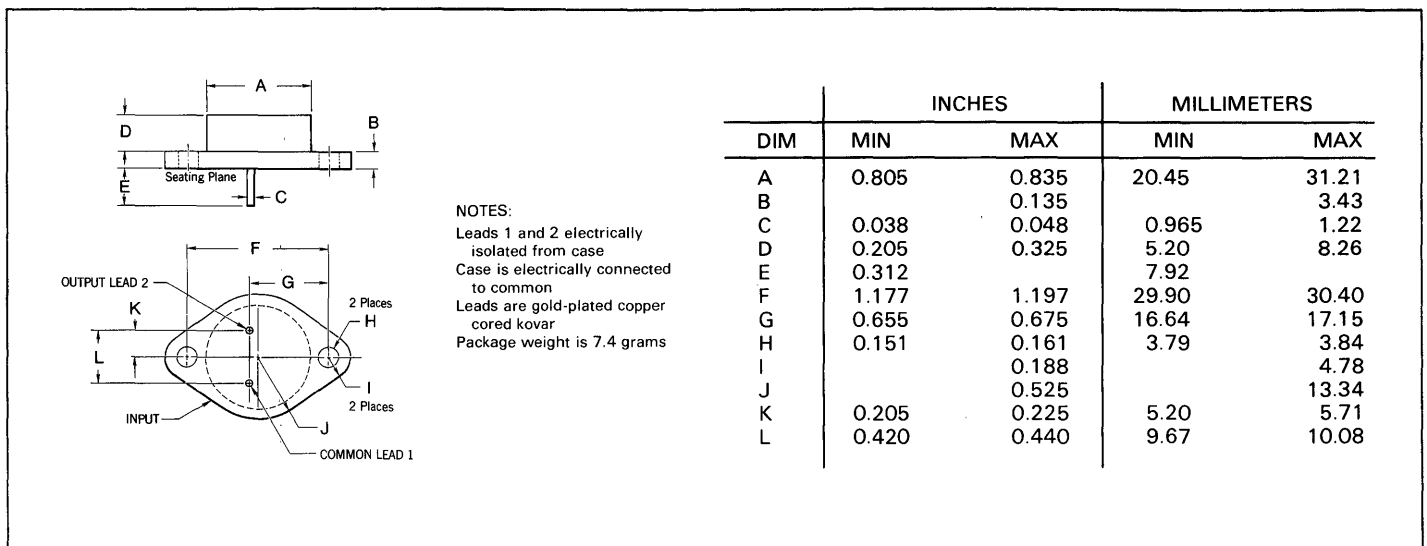 A
B
D
Seating Plane
E
C
F
OUTPUT LEAD 2
G
K
2 Places
H
L
I
2 Places
INPUT
J
COMMON LEAD 1
NOTES:
Leads 1 and 2 electrically
isolated from case
Case is electrically connected
to common
Leads are gold-plated copper
cored kovar
Package weight is 7.4 grams
INCHES MILLIMETERS
DIM MIN MAX MIN MAX
A 0.805 0.835 20.45 31.21
B 0.135 3.43
C 0.038 0.048 0.965 1.22
D 0.205 0.325 5.20 8.26
E 0.312 7.92
F 1.177 1.197 29.90 30.40
G 0.655 0.675 16.64 17.15
H 0.151 0.161 3.79 3.84
I 0.188 4.78
J 0.525 13.34
K 0.205 0.225 5.20 5.71
L 0.420 0.440 9.67 10.08